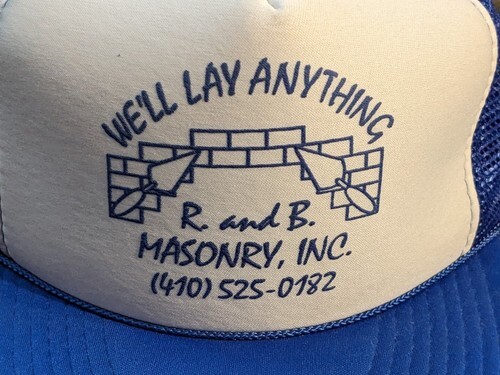 WE'LL LAY ANYTHING
R. and B.
MASONRY, INC.
(410) 525-0182